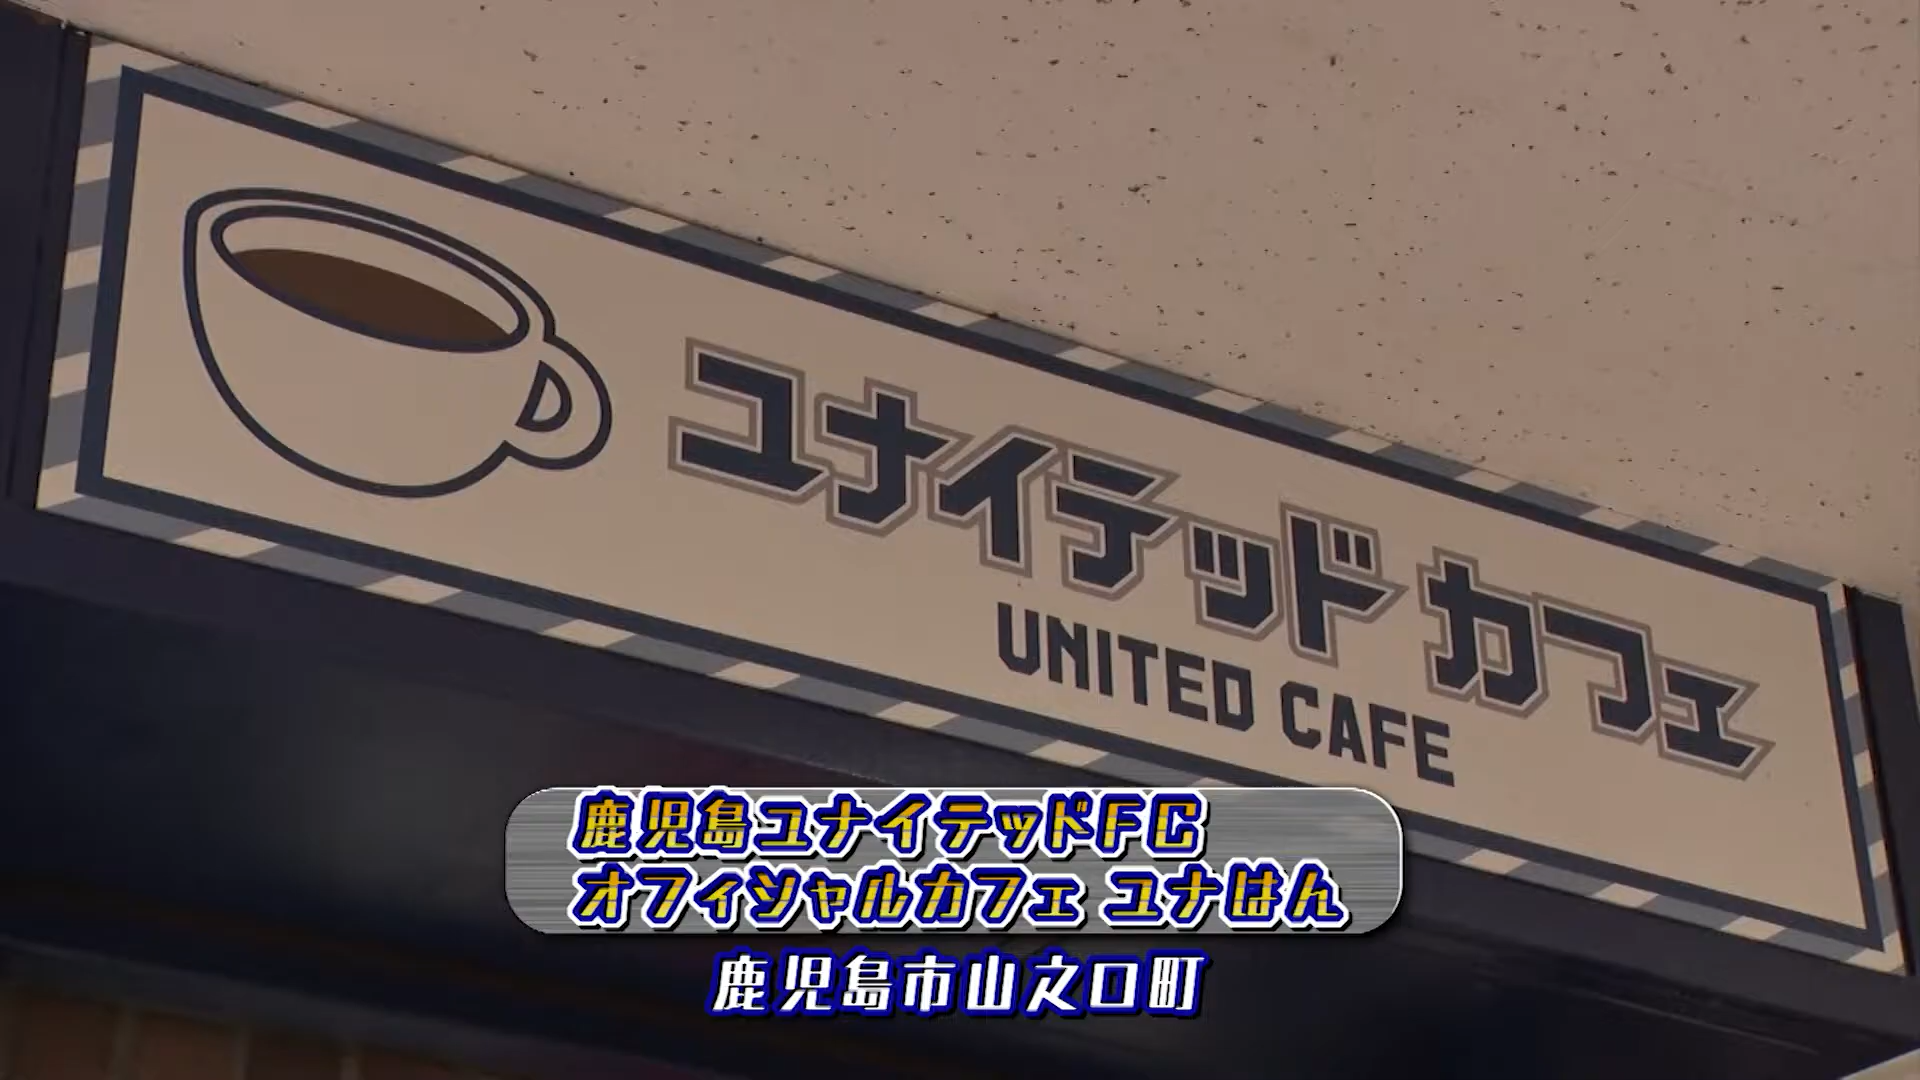 ユナイテッド カフェ
UNITED CAFE
鹿児島ユナイテッドFC
オフィシャルカフェ ユナはん
鹿児島市山之口町